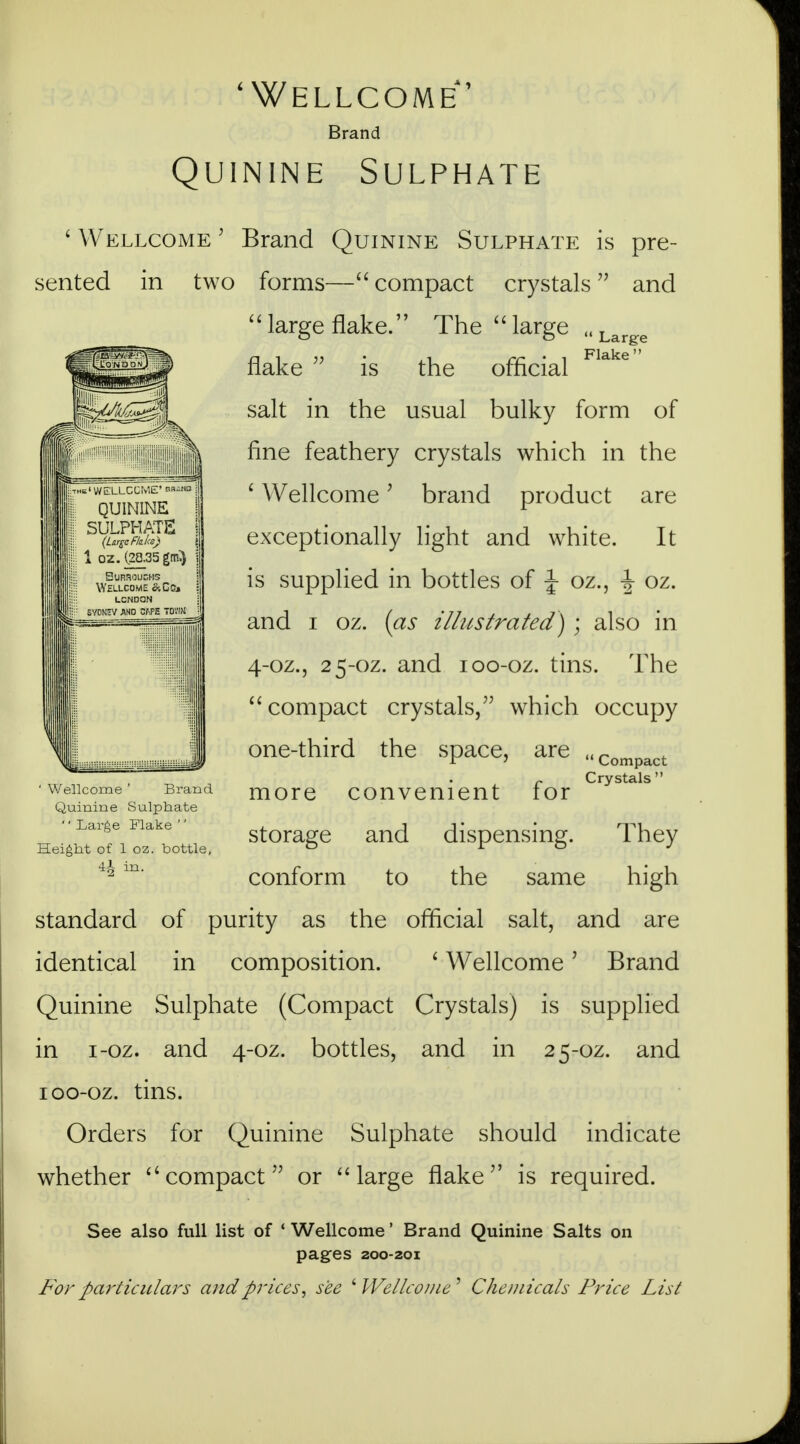 ‘WELLCOME’
Brand
QUININE SULPHATE
‘WELLCOME’ Brand QUININE SULPHATE is pre-
sented in two forms—“compact crystals” and
“large flake.” The “large
“Large
Flake”
flake” is the official
salt in the usual bulky form of
fine feathery crystals which in the
‘Wellcome’ brand product are
exceptionally light and white. It
is supplied in bottles of ¼ oz., ½ oz.
and 1 oz. (as illustrated); also in
4-oz., 25-oz. and 100-oz. tins. The
“compact crystals,” which occupy
one-third the space, are
“Compact
Crystals”
more convenient for
storage and dispensing. They
conform to the same high
LONDON
THE ‘WELLCOME’ BRAND
QUININE
SULPHATE
(Large Flake)
1 oz. (28.35 gm.)
BURROUGHS
WELLCOME & Co.
LONDON
SYDNEY AND CAPE TOWN
‘Wellcome’ Brand
Quinine Sulphate
“Large Flake”
Height of 1 oz. bottle,
4½ in.
standard of purity as the official salt, and are
identical in composition. ‘Wellcome’ Brand
Quinine Sulphate (Compact Crystals) is supplied
in 1-oz. and 4-oz. bottles, and in 25-oz. and
100-oz. tins.
Orders for Quinine Sulphate should indicate
whether “compact” or “large flake” is required.
See also full list of ‘Wellcome’ Brand Quinine Salts on
pages 200-201
For particulars and prices, see ‘Wellcome’ Chemicals Price List